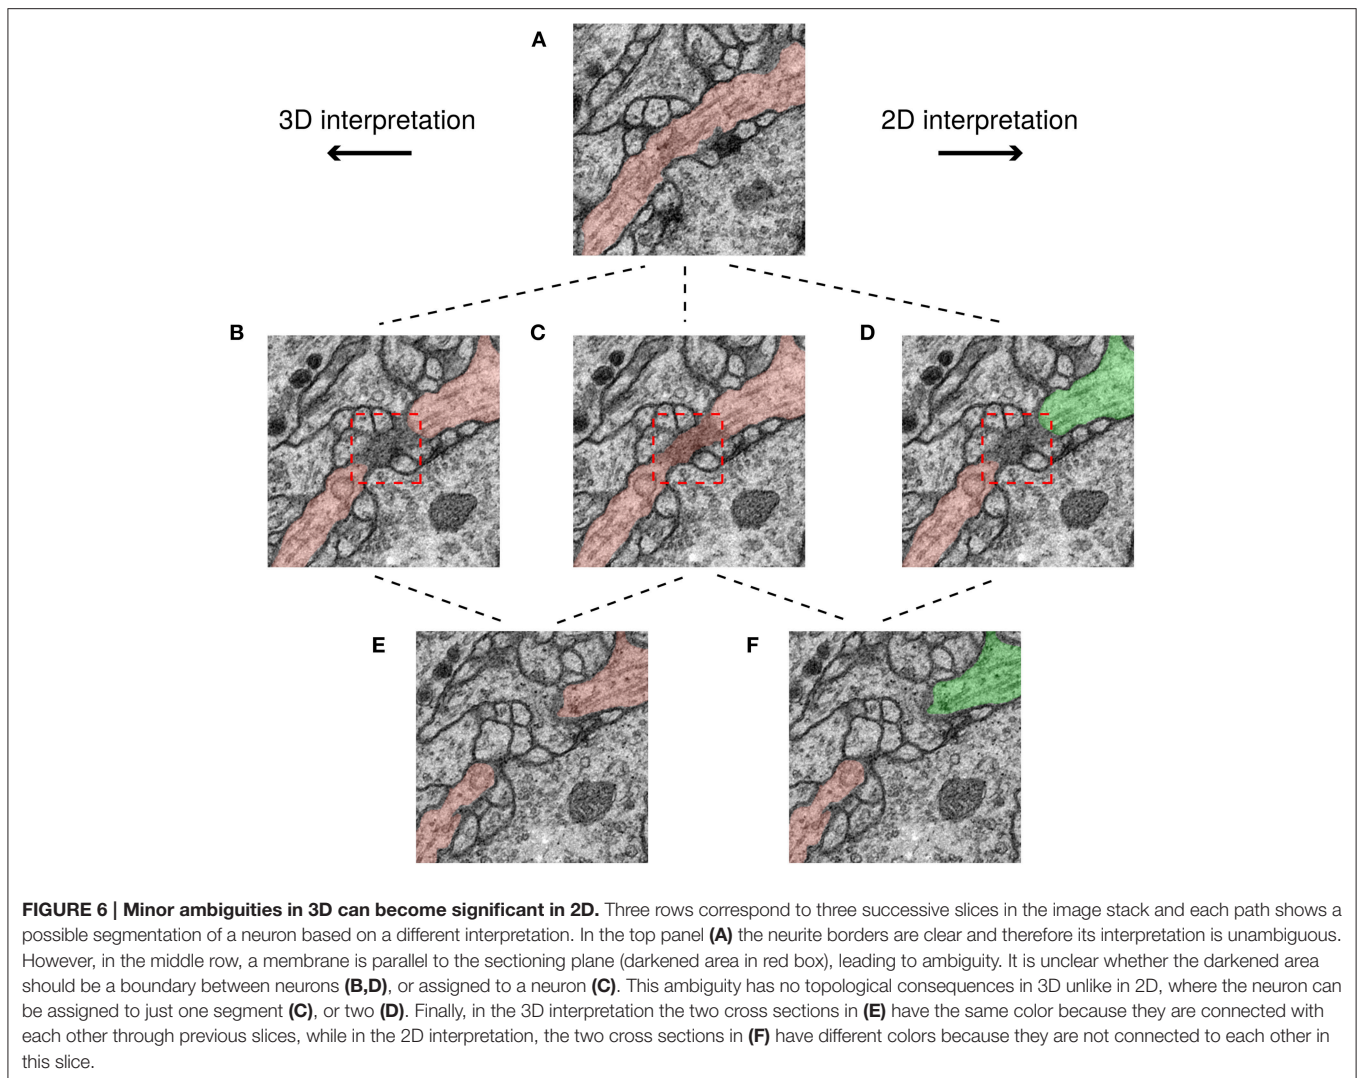 A
3D interpretation
2D interpretation
B
C
D
E
F
FIGURE 6 | Minor ambiguities in 3D can become significant in 2D. Three rows correspond to three successive slices in the image stack and each path shows a
possible segmentation of a neuron based on a different interpretation. In the top panel (A) the neurite borders are clear and therefore its interpretation is unambiguous.
However, in the middle row, a membrane is parallel to the sectioning plane (darkened area in red box), leading to ambiguity. It is unclear whether the darkened area
should be a boundary between neurons (B,D), or assigned to a neuron (C). This ambiguity has no topological consequences in 3D unlike in 2D, where the neuron can
be assigned to just one segment (C), or two (D). Finally, in the 3D interpretation the two cross sections in (E) have the same color because they are connected with
each other through previous slices, while in the 2D interpretation, the two cross sections in (F) have different colors because they are not connected to each other in
this slice.